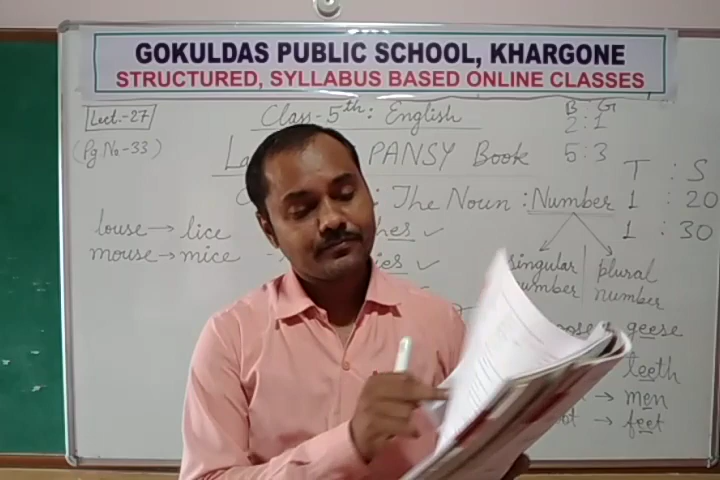 GOKULDAS PUBLIC SCHOOL, KHARGONE
STRUCTURED, SYLLABUS BASED ONLINE CLASSES
Lect.-27
Class-5th: English
B : G
2 : 1
(Pg No-33)
PANSY Book
5 : 3
T : S
: The Noun : Number
1 : 20
louse → lice
hes ✓
1 : 30
mouse → mice
ies ✓
singular
plural number
geese
teeth
→ men
→ feet